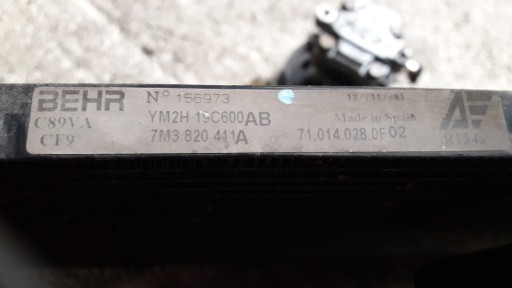 BEHR
N° 156973
C89VA
YM2H 19C600AB
Made in Spain
CF9
7M3 820 411A
71.014.028.0F02